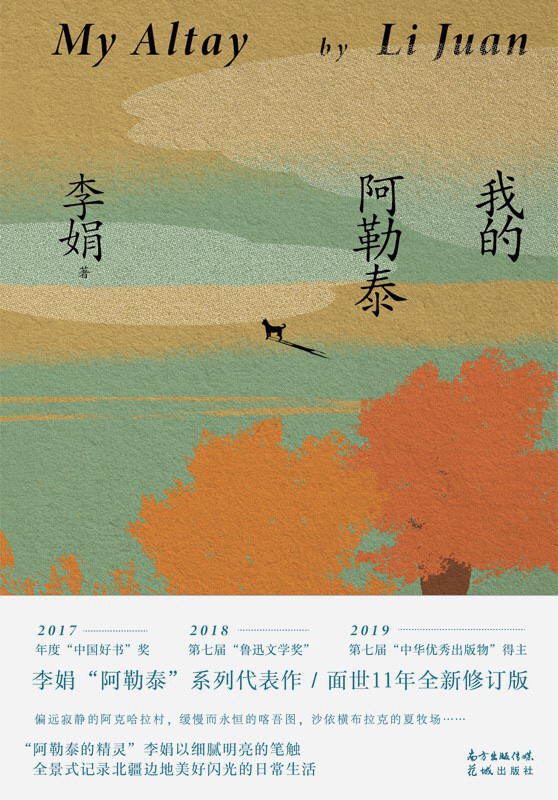 My Altay by Li Juan
我的
阿勒泰
李娟
著
2017
年度“中国好书”奖
2018
第七届“鲁迅文学奖”
2019
第七届“中华优秀出版物”得主
李娟“阿勒泰”系列代表作 / 面世11年全新修订版
偏远寂静的阿克哈拉村，缓慢而永恒的喀吾图，沙依横布拉克的夏牧场……
“阿勒泰的精灵”李娟以细腻明亮的笔触
全景式记录北疆边地美好闪光的日常生活
南方出版传媒
花城出版社